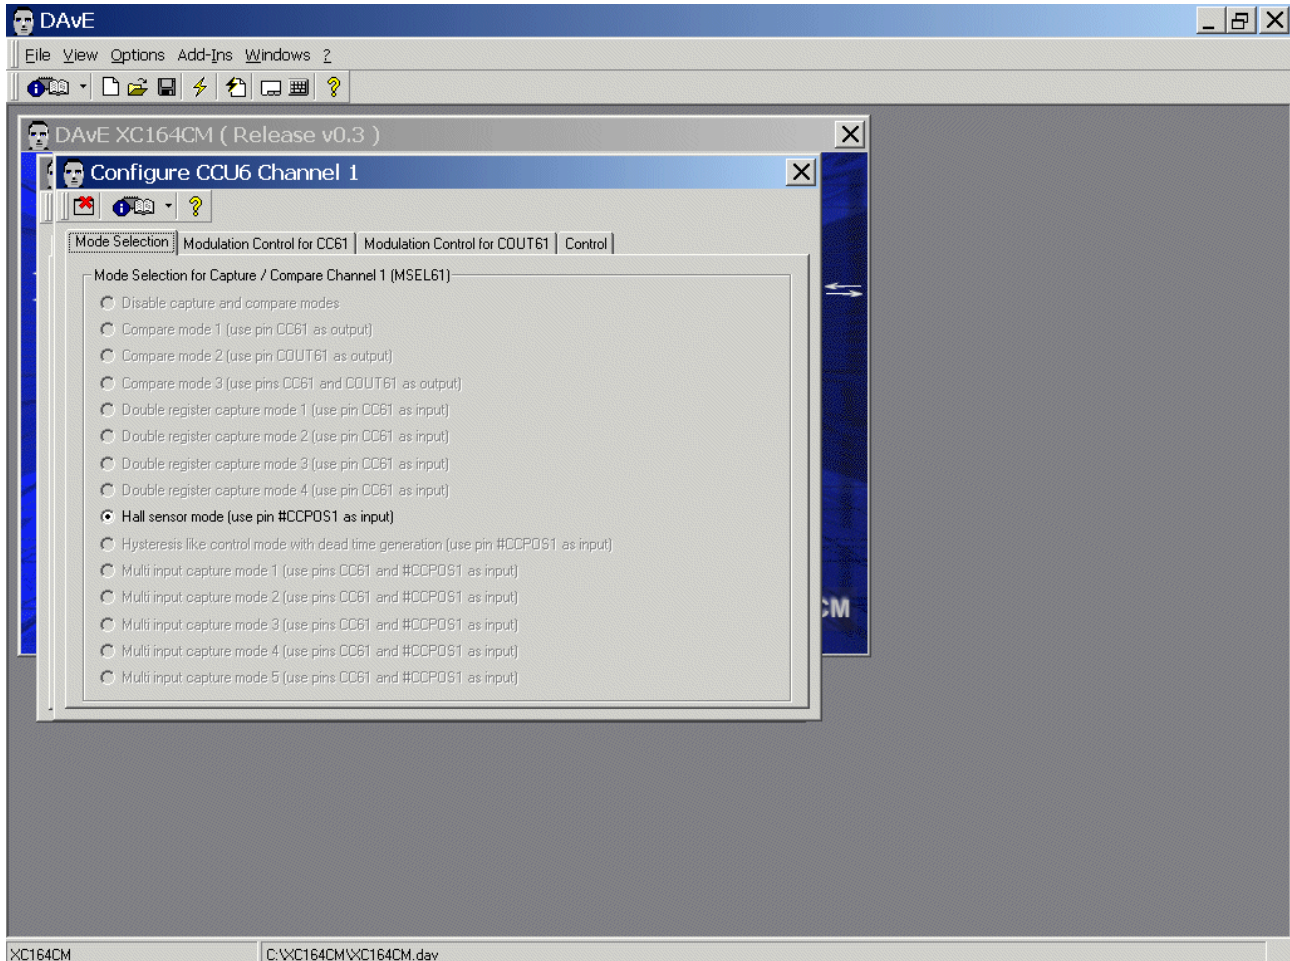 DAvE
File View Options Add-Ins Windows ?
DAvE XC164CM ( Release v0.3 )
Configure CCU6 Channel 1
Mode Selection Modulation Control for CC61 Modulation Control for COUT61 Control
Mode Selection for Capture / Compare Channel 1 (MSEL61)
Disable capture and compare modes
Compare mode 1 (use pin CC61 as output)
Compare mode 2 (use pin COUT61 as output)
Compare mode 3 (use pins CC61 and COUT61 as output)
Double register capture mode 1 (use pin CC61 as input)
Double register capture mode 2 (use pin CC61 as input)
Double register capture mode 3 (use pin CC61 as input)
Double register capture mode 4 (use pin CC61 as input)
Hall sensor mode (use pin #CCPOS1 as input)
Hysteresis like control mode with dead time generation (use pin #CCPOS1 as input)
Multi input capture mode 1 (use pins CC61 and #CCPOS1 as input)
Multi input capture mode 2 (use pins CC61 and #CCPOS1 as input)
Multi input capture mode 3 (use pins CC61 and #CCPOS1 as input)
Multi input capture mode 4 (use pins CC61 and #CCPOS1 as input)
Multi input capture mode 5 (use pins CC61 and #CCPOS1 as input)
CM
XC164CM C:\XC164CM\XC164CM.dav